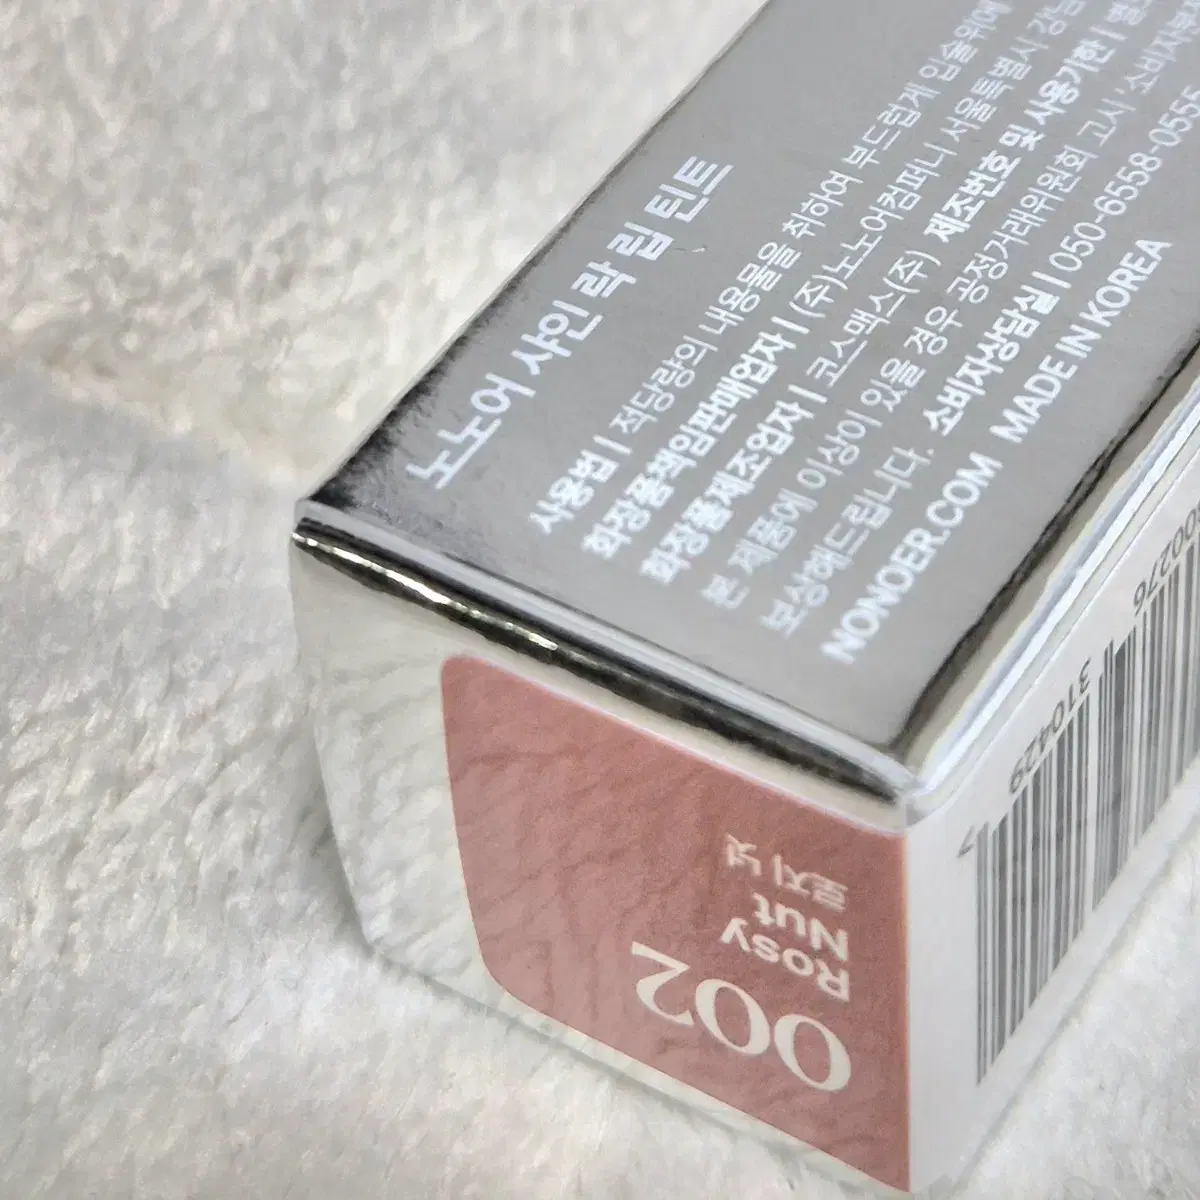 노노어 샤인 락 립 틴트
사용법 | 적당량의 내용물을 취하여 부드럽게 입술위에
화장품책임판매업자 | (주)노노어컴퍼니 서울특별시 강남
화장품제조업자 | 코스맥스(주) 제조번호 및 사용기한 |
본 제품에 이상이 있을 경우 공정거래위원회 고시 '소비자분쟁
보상해드립니다. 소비자상담실 | 050-6558-0555
NONOER.COM MADE IN KOREA
002
Rosy
Nut
로지 넛
310429